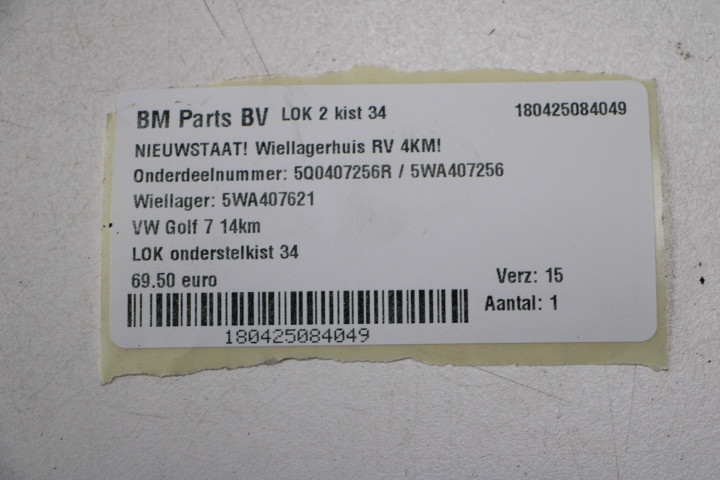 BM Parts BV LOK 2 kist 34 180425084049
NIEUWSTAAT! Wiellagerhuis RV 4KM!
Onderdeelnummer: 5Q0407256R / 5WA407256
Wiellager: 5WA407621
VW Golf 7 14km
LOK onderstelkist 34
69.50 euro Verz: 15
Aantal: 1
180425084049